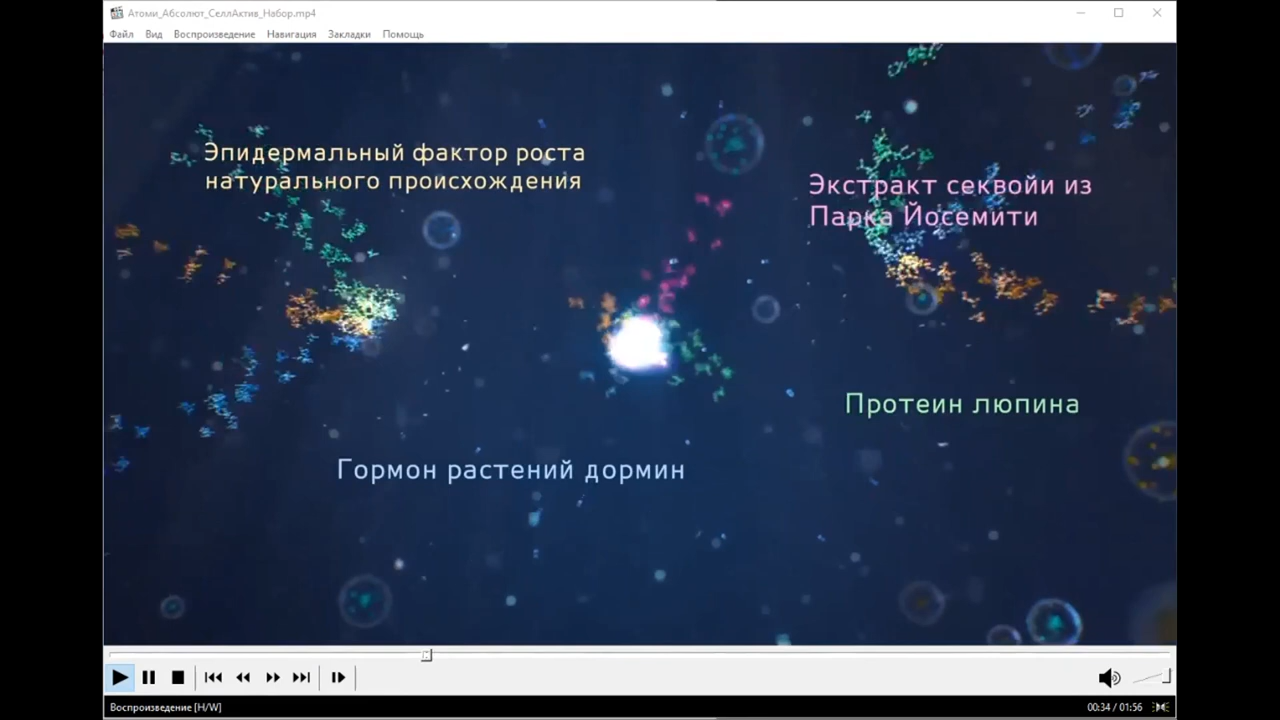 Атоми_Абсолют_СеллАктив_Набор.mp4
Файл Вид Воспроизведение Навигация Закладки Помощь
Эпидермальный фактор роста
натурального происхождения
Экстракт секвойи из
Парка Йосемити
Протеин люпина
Гормон растений дормин
Воспроизведение [H/W]
00:34 / 01:56